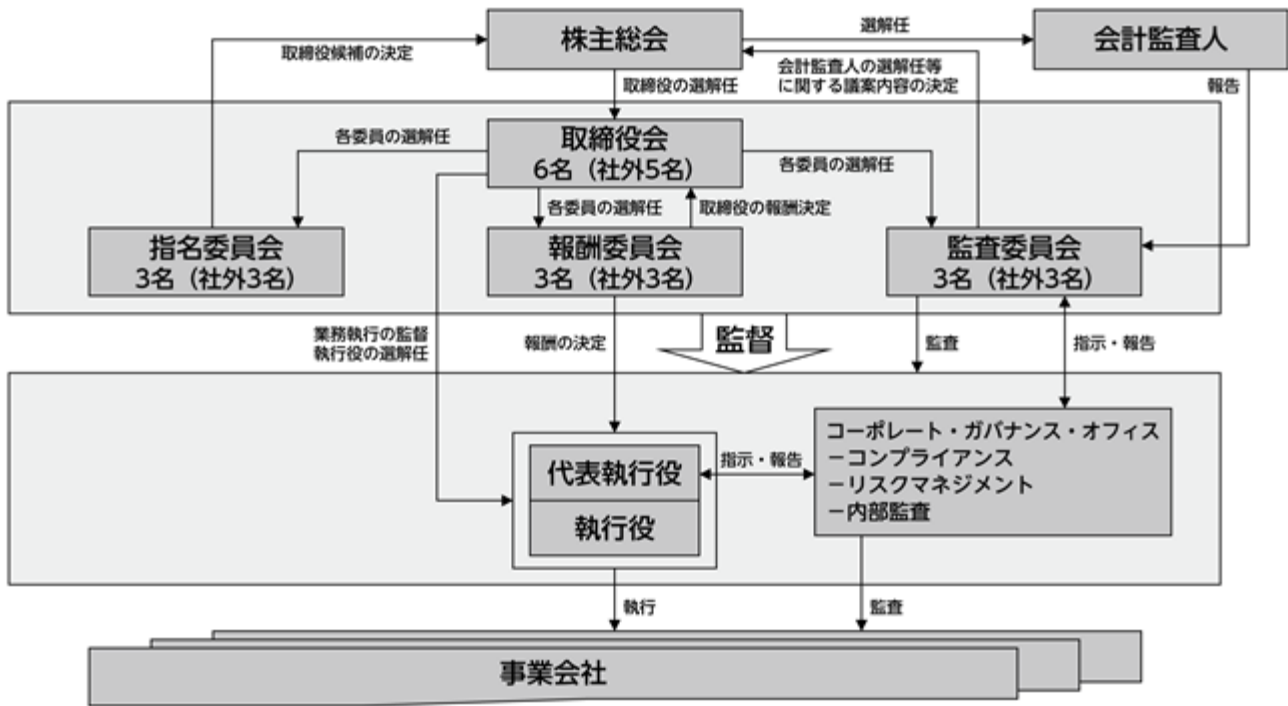 株主総会
選解任
会計監査人
取締役候補の決定
取締役の選解任
会計監査人の選解任等
に関する議案内容の決定
報告
各委員の選解任
取締役会
6名（社外5名）
各委員の選解任
各委員の選解任
取締役の報酬決定
指名委員会
3名（社外3名）
報酬委員会
3名（社外3名）
監査委員会
3名（社外3名）
業務執行の監督
執行役の選解任
報酬の決定
監督
監査
指示・報告
代表執行役
執行役
指示・報告
コーポレート・ガバナンス・オフィス
－コンプライアンス
－リスクマネジメント
－内部監査
執行
監査
事業会社